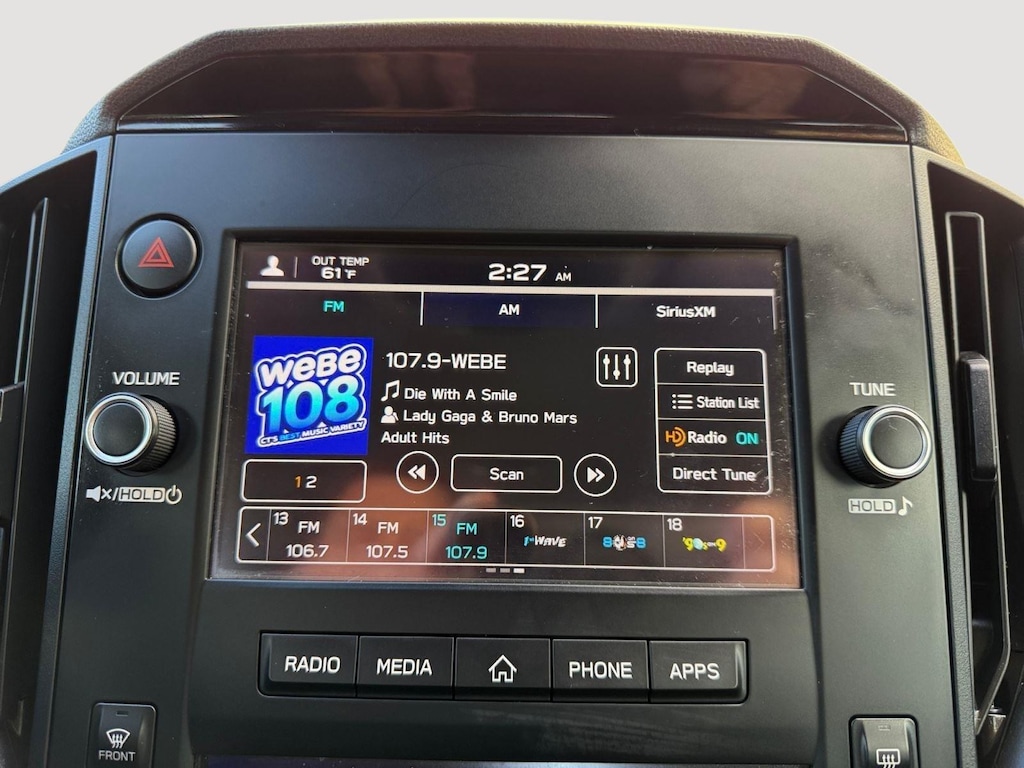 OUT TEMP
61°F
2:27 AM
FM
AM
SiriusXM
WEBE
108
CT'S BEST MUSIC VARIETY
107.9-WEBE
Die With A Smile
Lady Gaga & Bruno Mars
Adult Hits
Replay
Station List
HD Radio ON
Direct Tune
1 2
Scan
13 FM
106.7
14 FM
107.5
15 FM
107.9
16
1st WAVE
17
18
VOLUME
/HOLD
TUNE
HOLD
RADIO
MEDIA
PHONE
APPS
FRONT